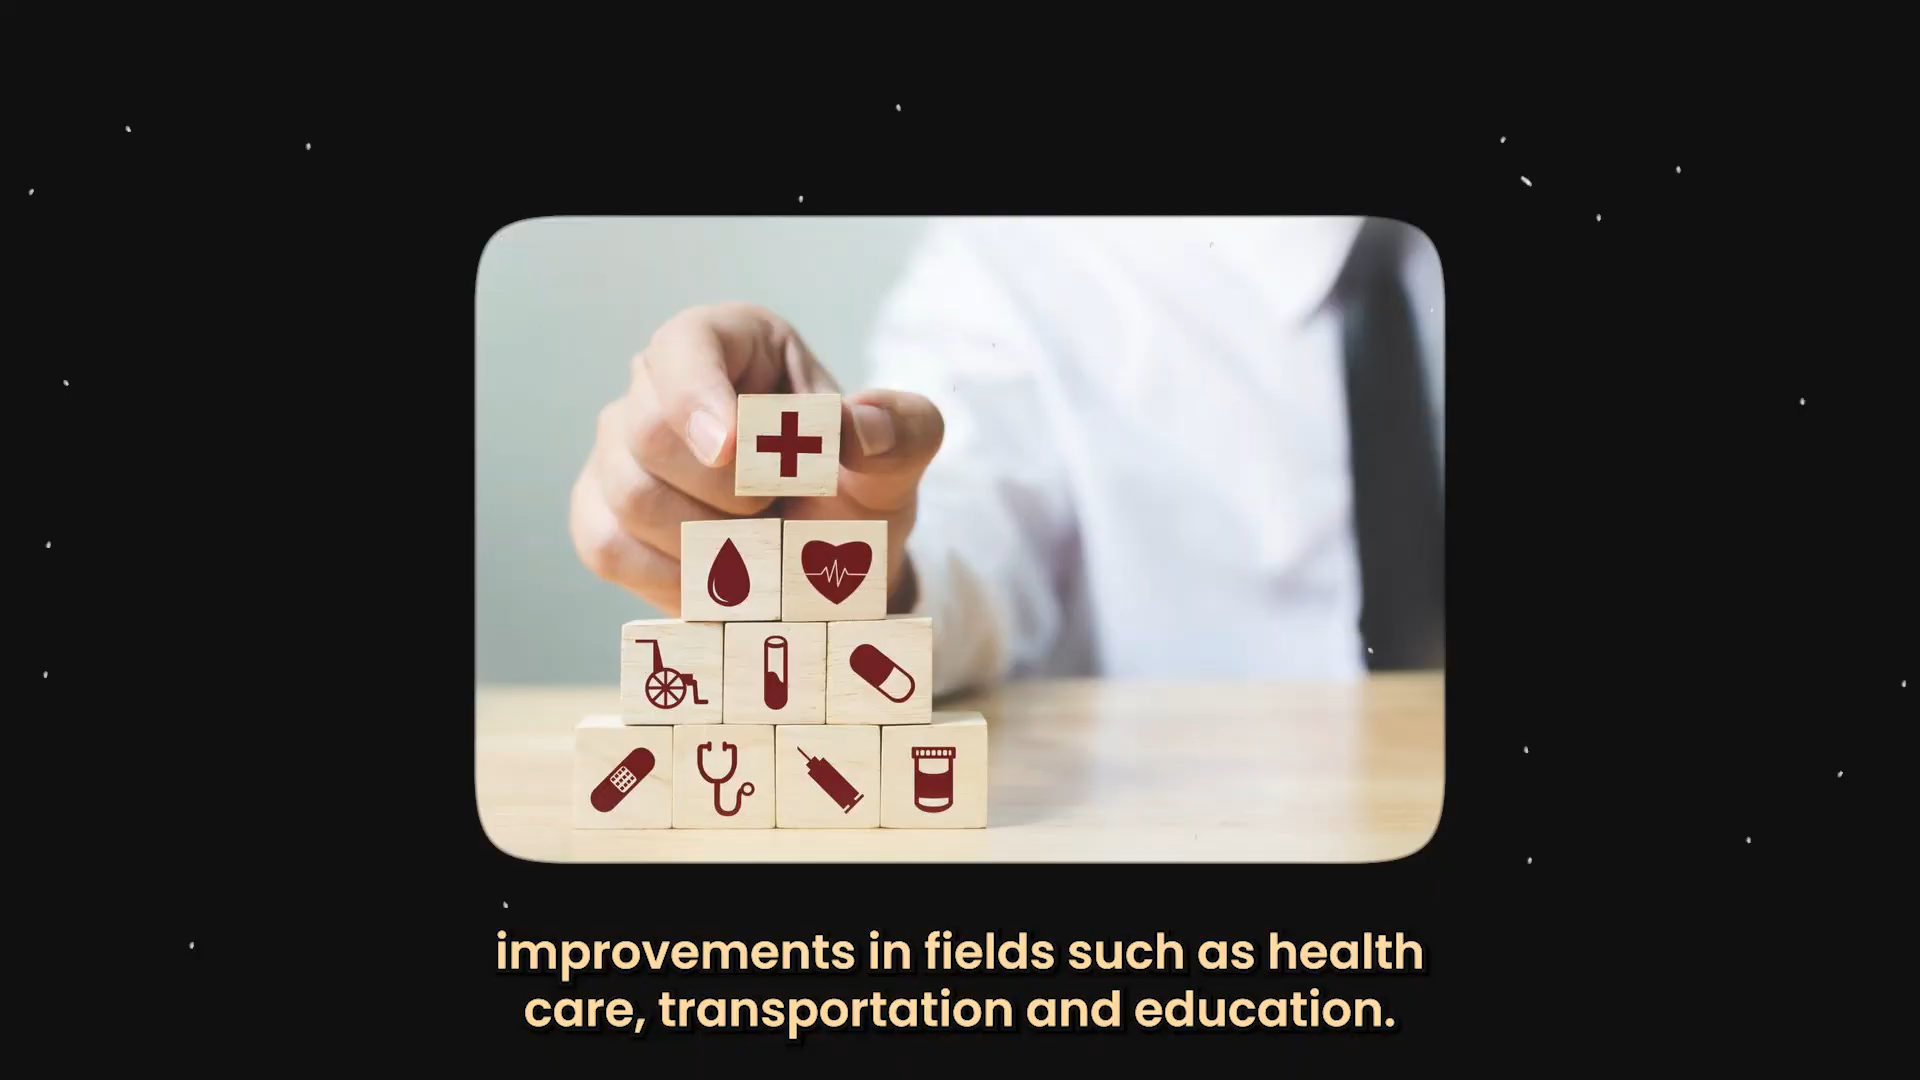 improvements in fields such as health
care, transportation and education.